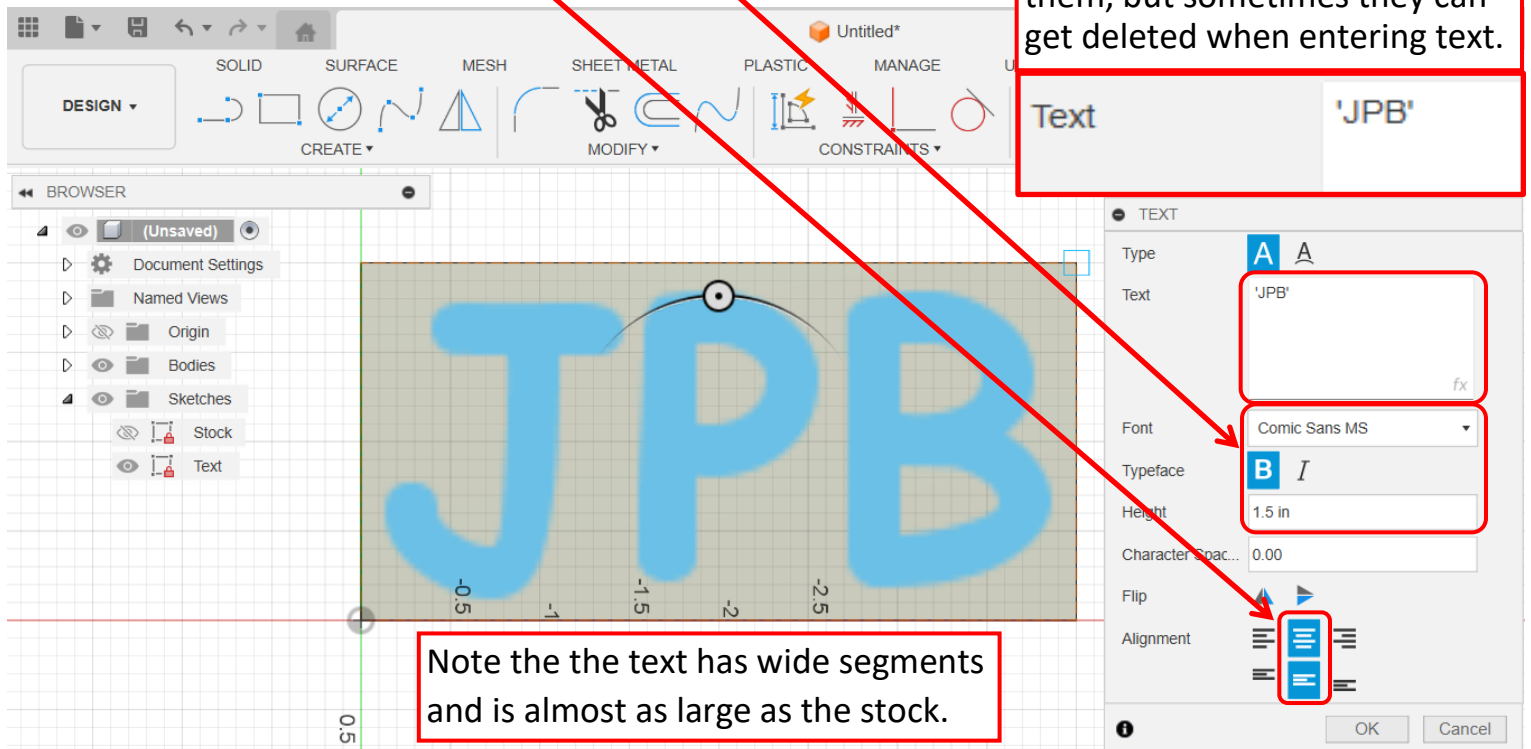 them, but sometimes they can
get deleted when entering text.
Untitled*
SOLID SURFACE MESH SHEET METAL PLASTIC MANAGE U
DESIGN
CREATE MODIFY CONSTRAINTS
Text 'JPB'
BROWSER
(Unsaved)
Document Settings
Named Views
Origin
Bodies
Sketches
Stock
Text
JPB
-0.5 -1 -1.5 -2 -2.5
0.5
TEXT
Type A A
Text 'JPB'
fx
Font Comic Sans MS
Typeface B I
Height 1.5 in
Character Spac... 0.00
Flip
Alignment
OK Cancel
Note the the text has wide segments
and is almost as large as the stock.